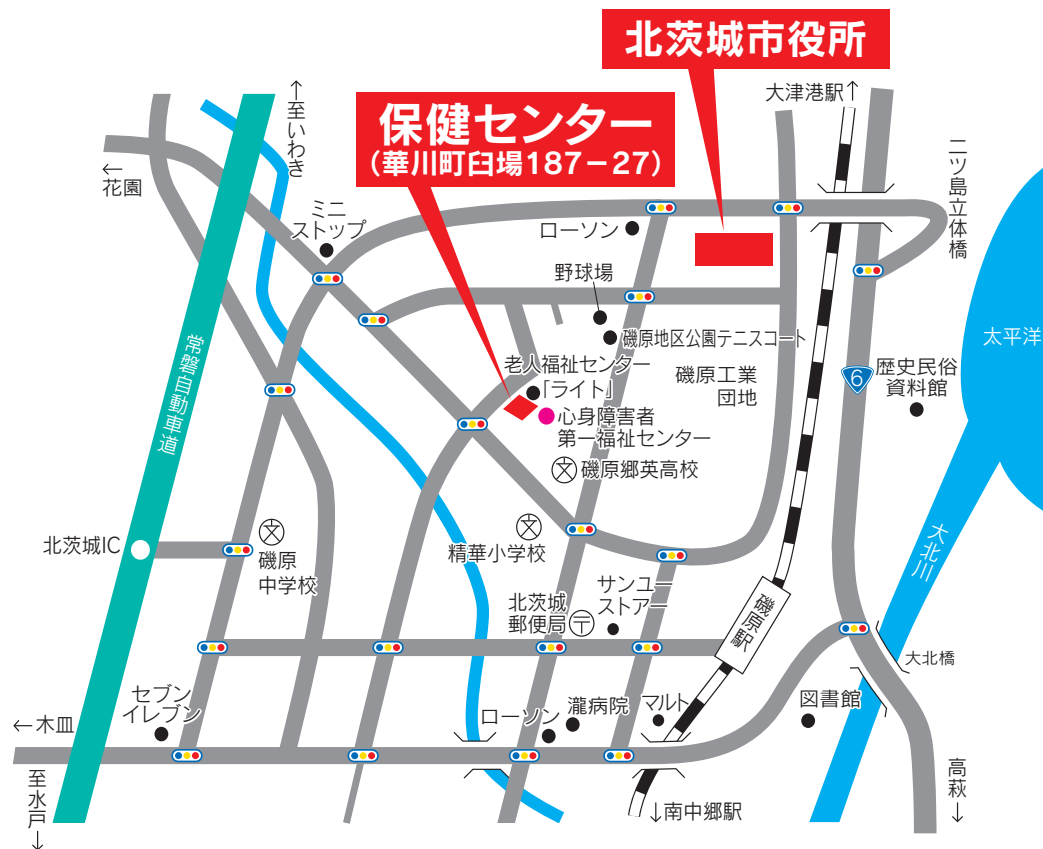 北茨城市役所
大津港駅↑
↑至いわき
保健センター
(華川町臼場187−27)
二ツ島立体橋
←
花園
ミニ
ストップ
ローソン
野球場
太平洋
磯原地区公園テニスコート
老人福祉センター
「ライト」
磯原工業
団地
6
歴史民俗
資料館
常磐自動車道
心身障害者
第一福祉センター
文
磯原郷英高校
大北川
北茨城IC
文
磯原
中学校
文
精華小学校
サンユー
ストアー
北茨城
郵便局
〒
磯原駅
大北橋
セブン
イレブン
←木皿
ローソン
瀧病院
マルト
図書館
至水戸↓
↓南中郷駅
高萩↓